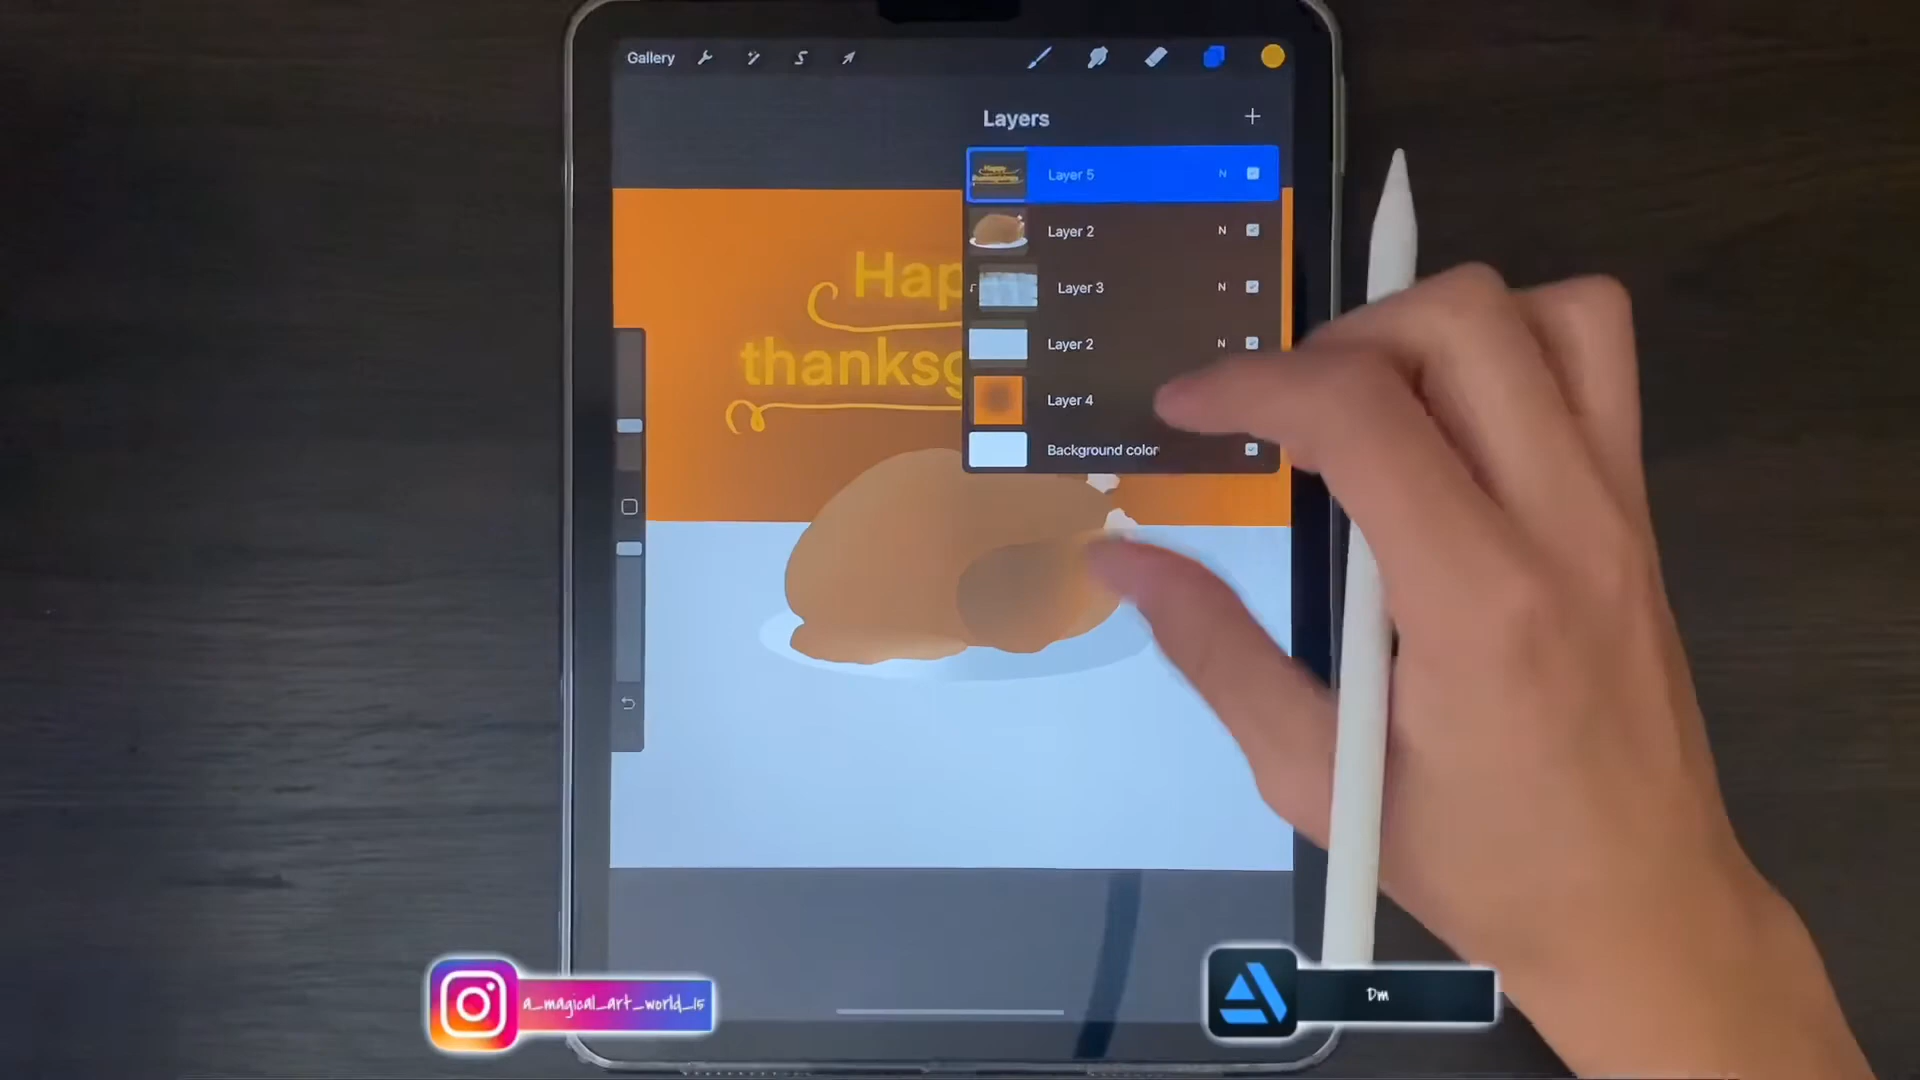 Gallery
Layers
Layer 5 N
Layer 2 N
Layer 3 N
Layer 2 N
Layer 4
Background color
Hap
thanksg
a_magical_art_world_15
Dm